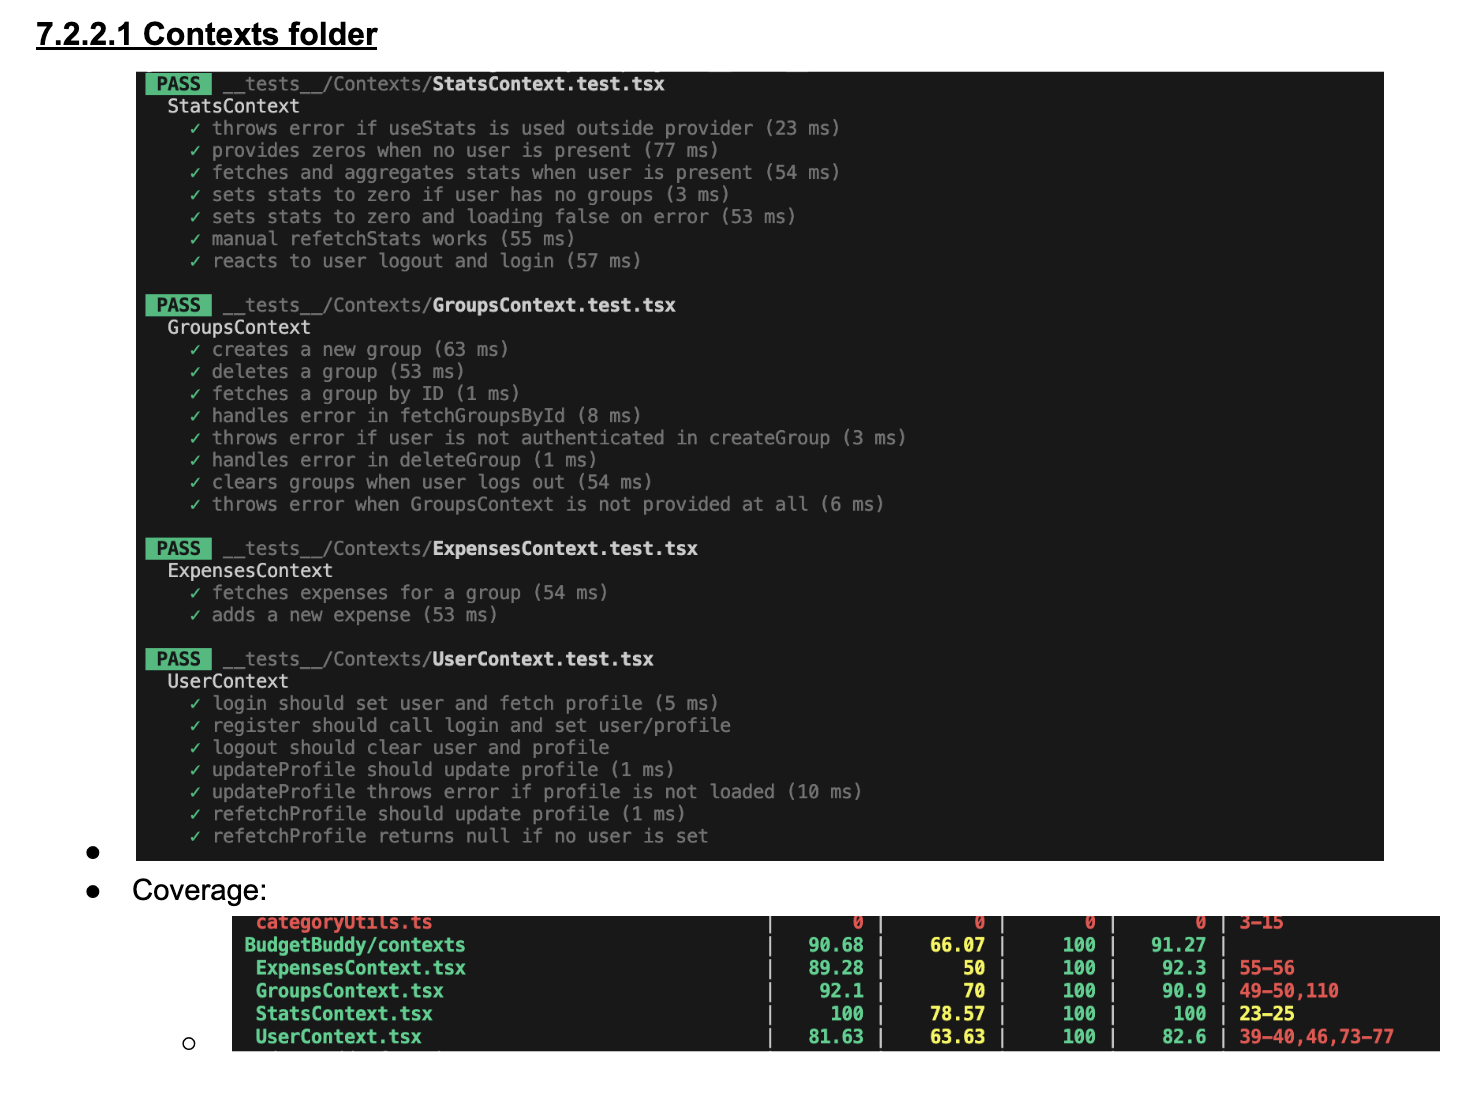 7.2.2.1 Contexts folder
PASS __tests__/Contexts/StatsContext.test.tsx
StatsContext
✓ throws error if useStats is used outside provider (23 ms)
✓ provides zeros when no user is present (77 ms)
✓ fetches and aggregates stats when user is present (54 ms)
✓ sets stats to zero if user has no groups (3 ms)
✓ sets stats to zero and loading false on error (53 ms)
✓ manual refetchStats works (55 ms)
✓ reacts to user logout and login (57 ms)
PASS __tests__/Contexts/GroupsContext.test.tsx
GroupsContext
✓ creates a new group (63 ms)
✓ deletes a group (53 ms)
✓ fetches a group by ID (1 ms)
✓ handles error in fetchGroupsById (8 ms)
✓ throws error if user is not authenticated in createGroup (3 ms)
✓ handles error in deleteGroup (1 ms)
✓ clears groups when user logs out (54 ms)
✓ throws error when GroupsContext is not provided at all (6 ms)
PASS __tests__/Contexts/ExpensesContext.test.tsx
ExpensesContext
✓ fetches expenses for a group (54 ms)
✓ adds a new expense (53 ms)
PASS __tests__/Contexts/UserContext.test.tsx
UserContext
✓ login should set user and fetch profile (5 ms)
✓ register should call login and set user/profile
✓ logout should clear user and profile
✓ updateProfile should update profile (1 ms)
✓ updateProfile throws error if profile is not loaded (10 ms)
✓ refetchProfile should update profile (1 ms)
✓ refetchProfile returns null if no user is set
● Coverage:
categoryUtils.ts | 0 | 0 | 0 | 0 | 3-15
BudgetBuddy/contexts | 90.68 | 66.07 | 100 | 91.27 |
ExpensesContext.tsx | 89.28 | 50 | 100 | 92.3 | 55-56
GroupsContext.tsx | 92.1 | 70 | 100 | 90.9 | 49-50,110
StatsContext.tsx | 100 | 78.57 | 100 | 100 | 23-25
UserContext.tsx | 81.63 | 63.63 | 100 | 82.6 | 39-40,46,73-77